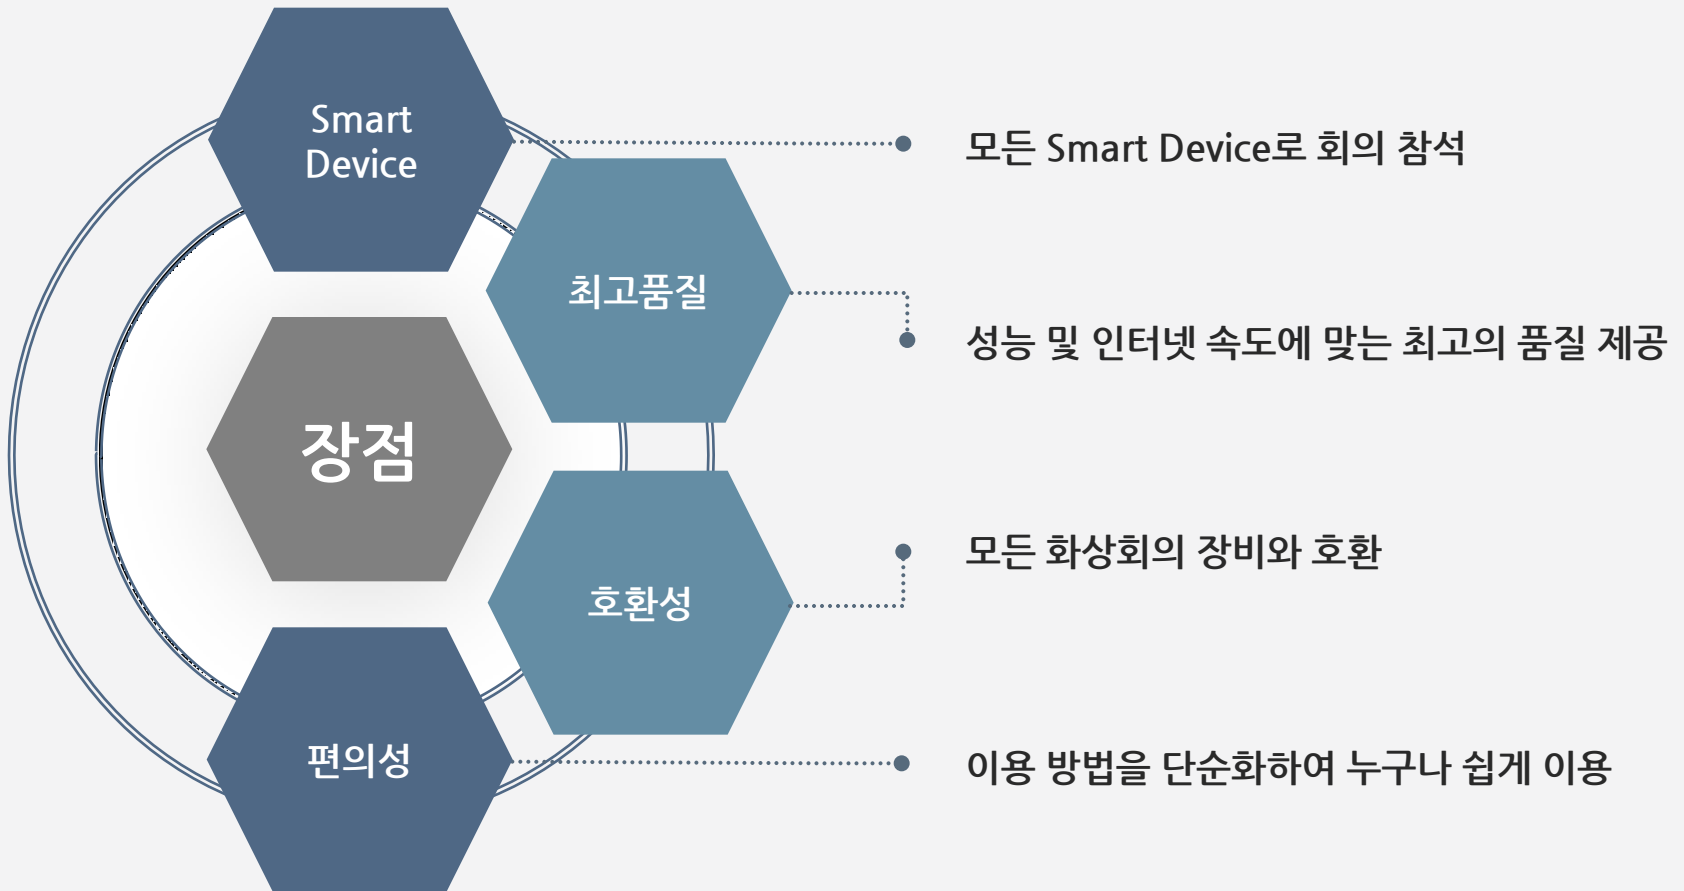 Smart
Device
모든 Smart Device로 회의 참석
최고품질
성능 및 인터넷 속도에 맞는 최고의 품질 제공
장점
호환성
모든 화상회의 장비와 호환
편의성
이용 방법을 단순화하여 누구나 쉽게 이용